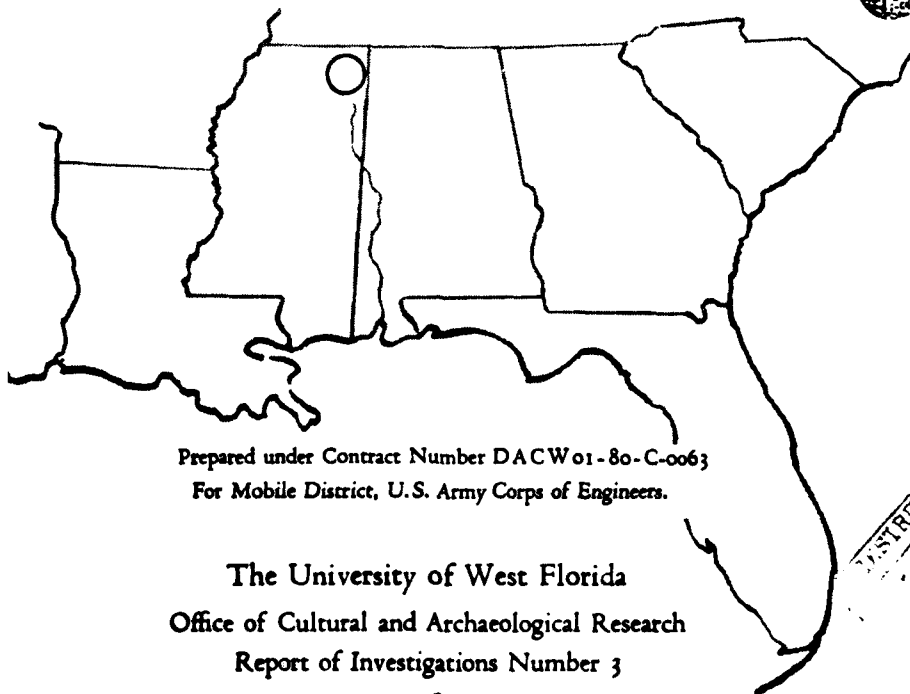 Prepared under Contract Number DACW01-80-C-0063
For Mobile District, U.S. Army Corps of Engineers.
The University of West Florida
Office of Cultural and Archaeological Research
Report of Investigations Number 3